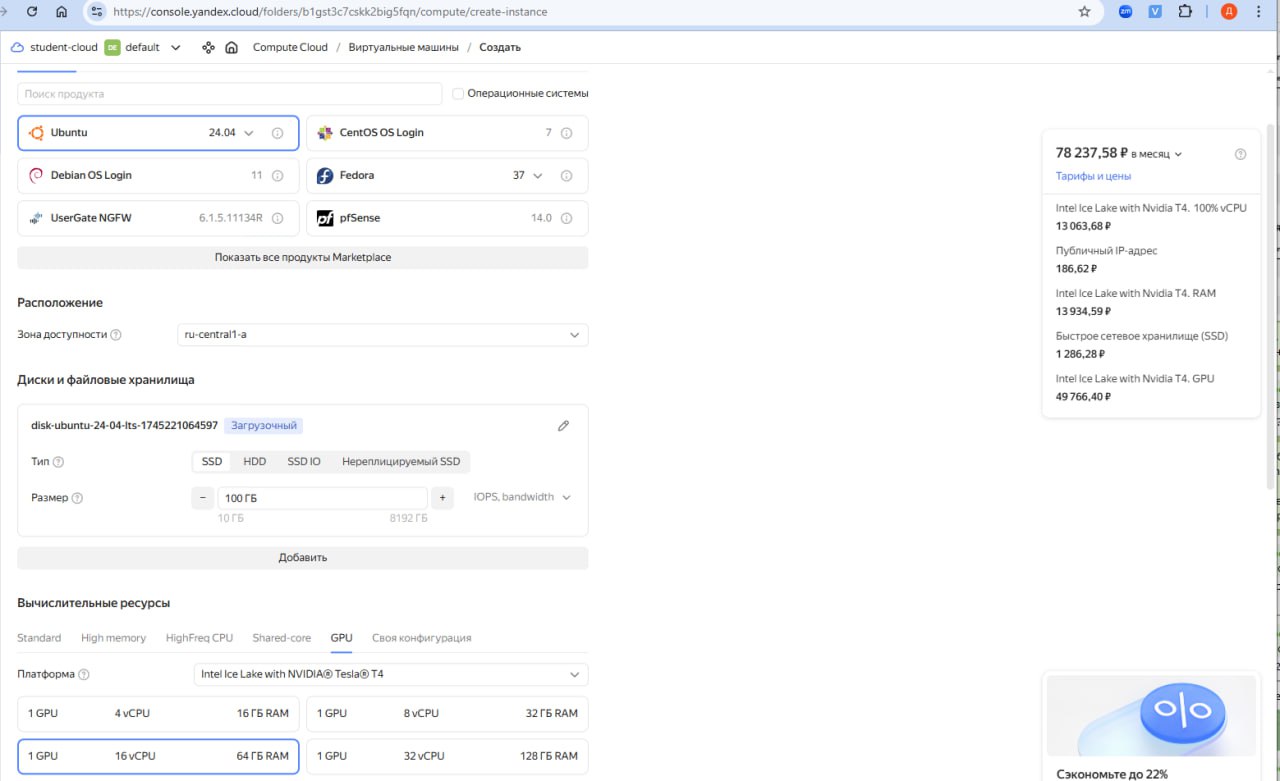 https://console.yandex.cloud/folders/b1gst3c7cskk2big5fqn/compute/create-instance
zm V Д
student-cloud DE default Compute Cloud / Виртуальные машины / Создать
Поиск продукта Операционные системы
Ubuntu 24.04 CentOS OS Login 7
Debian OS Login 11 Fedora 37
UserGate NGFW 6.1.5.11134R pfSense 14.0
Показать все продукты Marketplace
Расположение
Зона доступности ru-central1-a
Диски и файловые хранилища
disk-ubuntu-24-04-lts-1745221064597 Загрузочный
Тип SSD HDD SSD IO Нереплицируемый SSD
Размер − 100 ГБ + IOPS, bandwidth
10 ГБ 8192 ГБ
Добавить
Вычислительные ресурсы
Standard High memory HighFreq CPU Shared-core GPU Своя конфигурация
Платформа Intel Ice Lake with NVIDIA® Tesla® T4
1 GPU 4 vCPU 16 ГБ RAM 1 GPU 8 vCPU 32 ГБ RAM
1 GPU 16 vCPU 64 ГБ RAM 1 GPU 32 vCPU 128 ГБ RAM
78 237,58 ₽ в месяц
Тарифы и цены
Intel Ice Lake with Nvidia T4. 100% vCPU
13 063,68 ₽
Публичный IP-адрес
186,62 ₽
Intel Ice Lake with Nvidia T4. RAM
13 934,59 ₽
Быстрое сетевое хранилище (SSD)
1 286,28 ₽
Intel Ice Lake with Nvidia T4. GPU
49 766,40 ₽
Сэкономьте до 22%